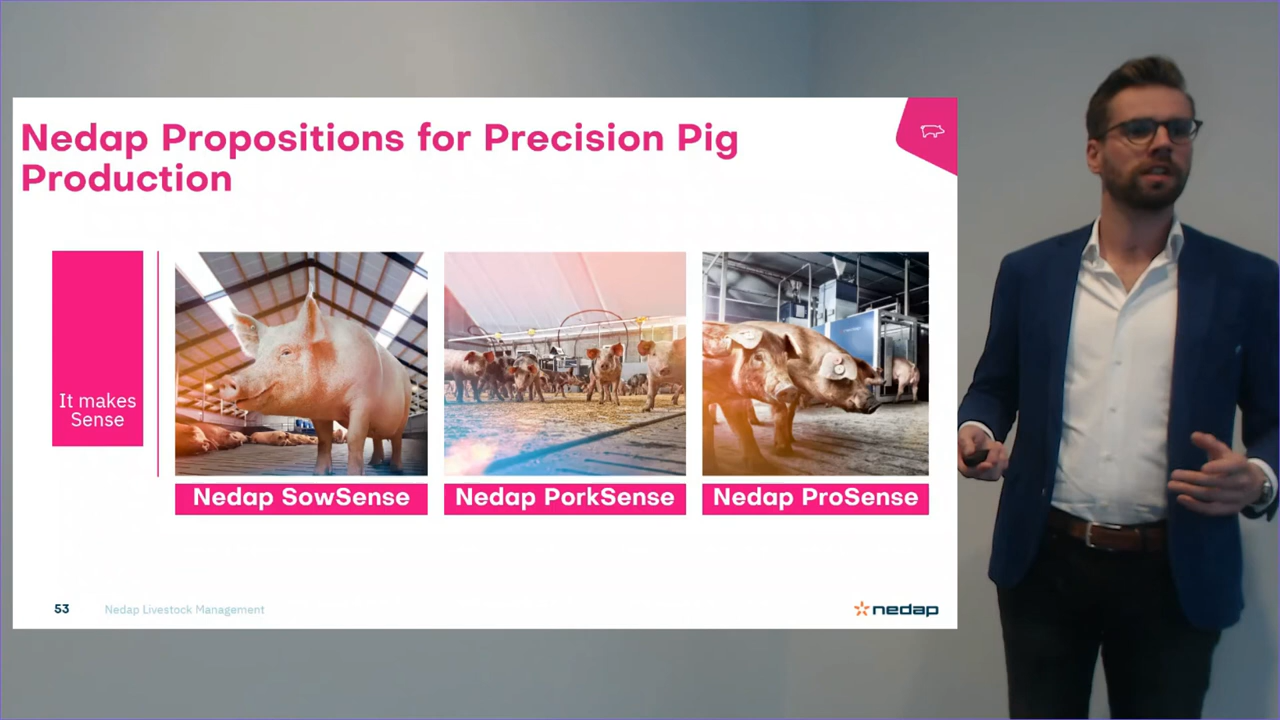 Nedap Propositions for Precision Pig
Production
It makes
Sense
Nedap SowSense
Nedap PorkSense
Nedap ProSense
53
Nedap Livestock Management
nedap